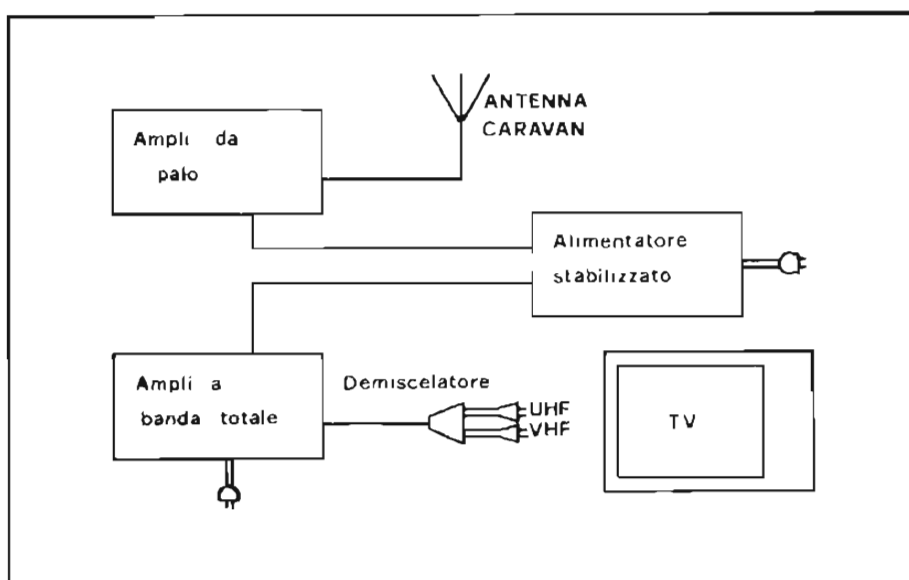 ANTENNA
CARAVAN
Ampli da
palo
Alimentatore
stabilizzato
Ampli a
banda totale
Demiscelatore
UHF
VHF
TV